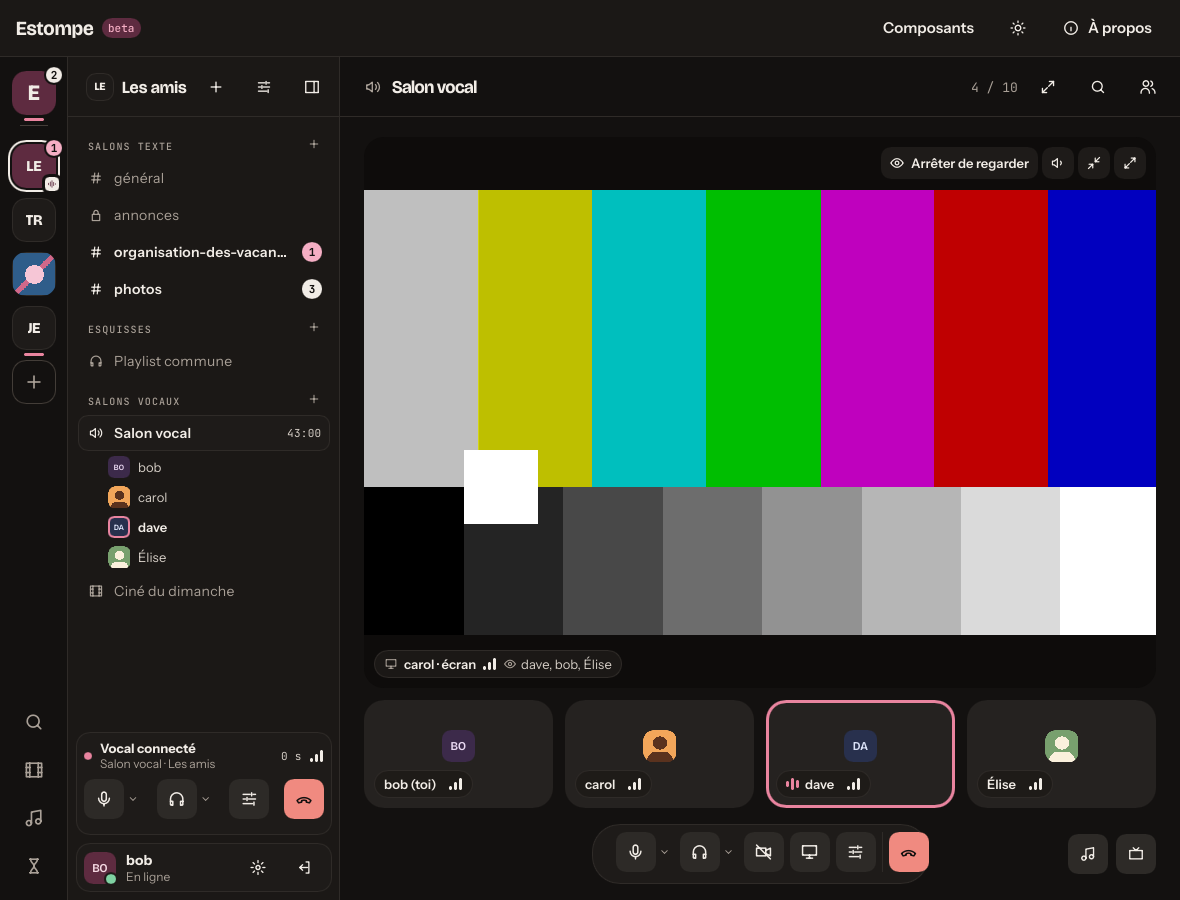 Estompe beta
Composants
À propos
E 2
LE 1
TR
JE
LE Les amis
SALONS TEXTE
général
annonces
organisation-des-vacan… 1
photos 3
ESQUISSES
Playlist commune
SALONS VOCAUX
Salon vocal 43:00
BO bob
carol
DA dave
Élise
Ciné du dimanche
Vocal connecté
Salon vocal · Les amis
0 s
BO bob
En ligne
Salon vocal
4 / 10
Arrêter de regarder
carol · écran dave, bob, Élise
BO
bob (toi)
carol
DA
dave
Élise